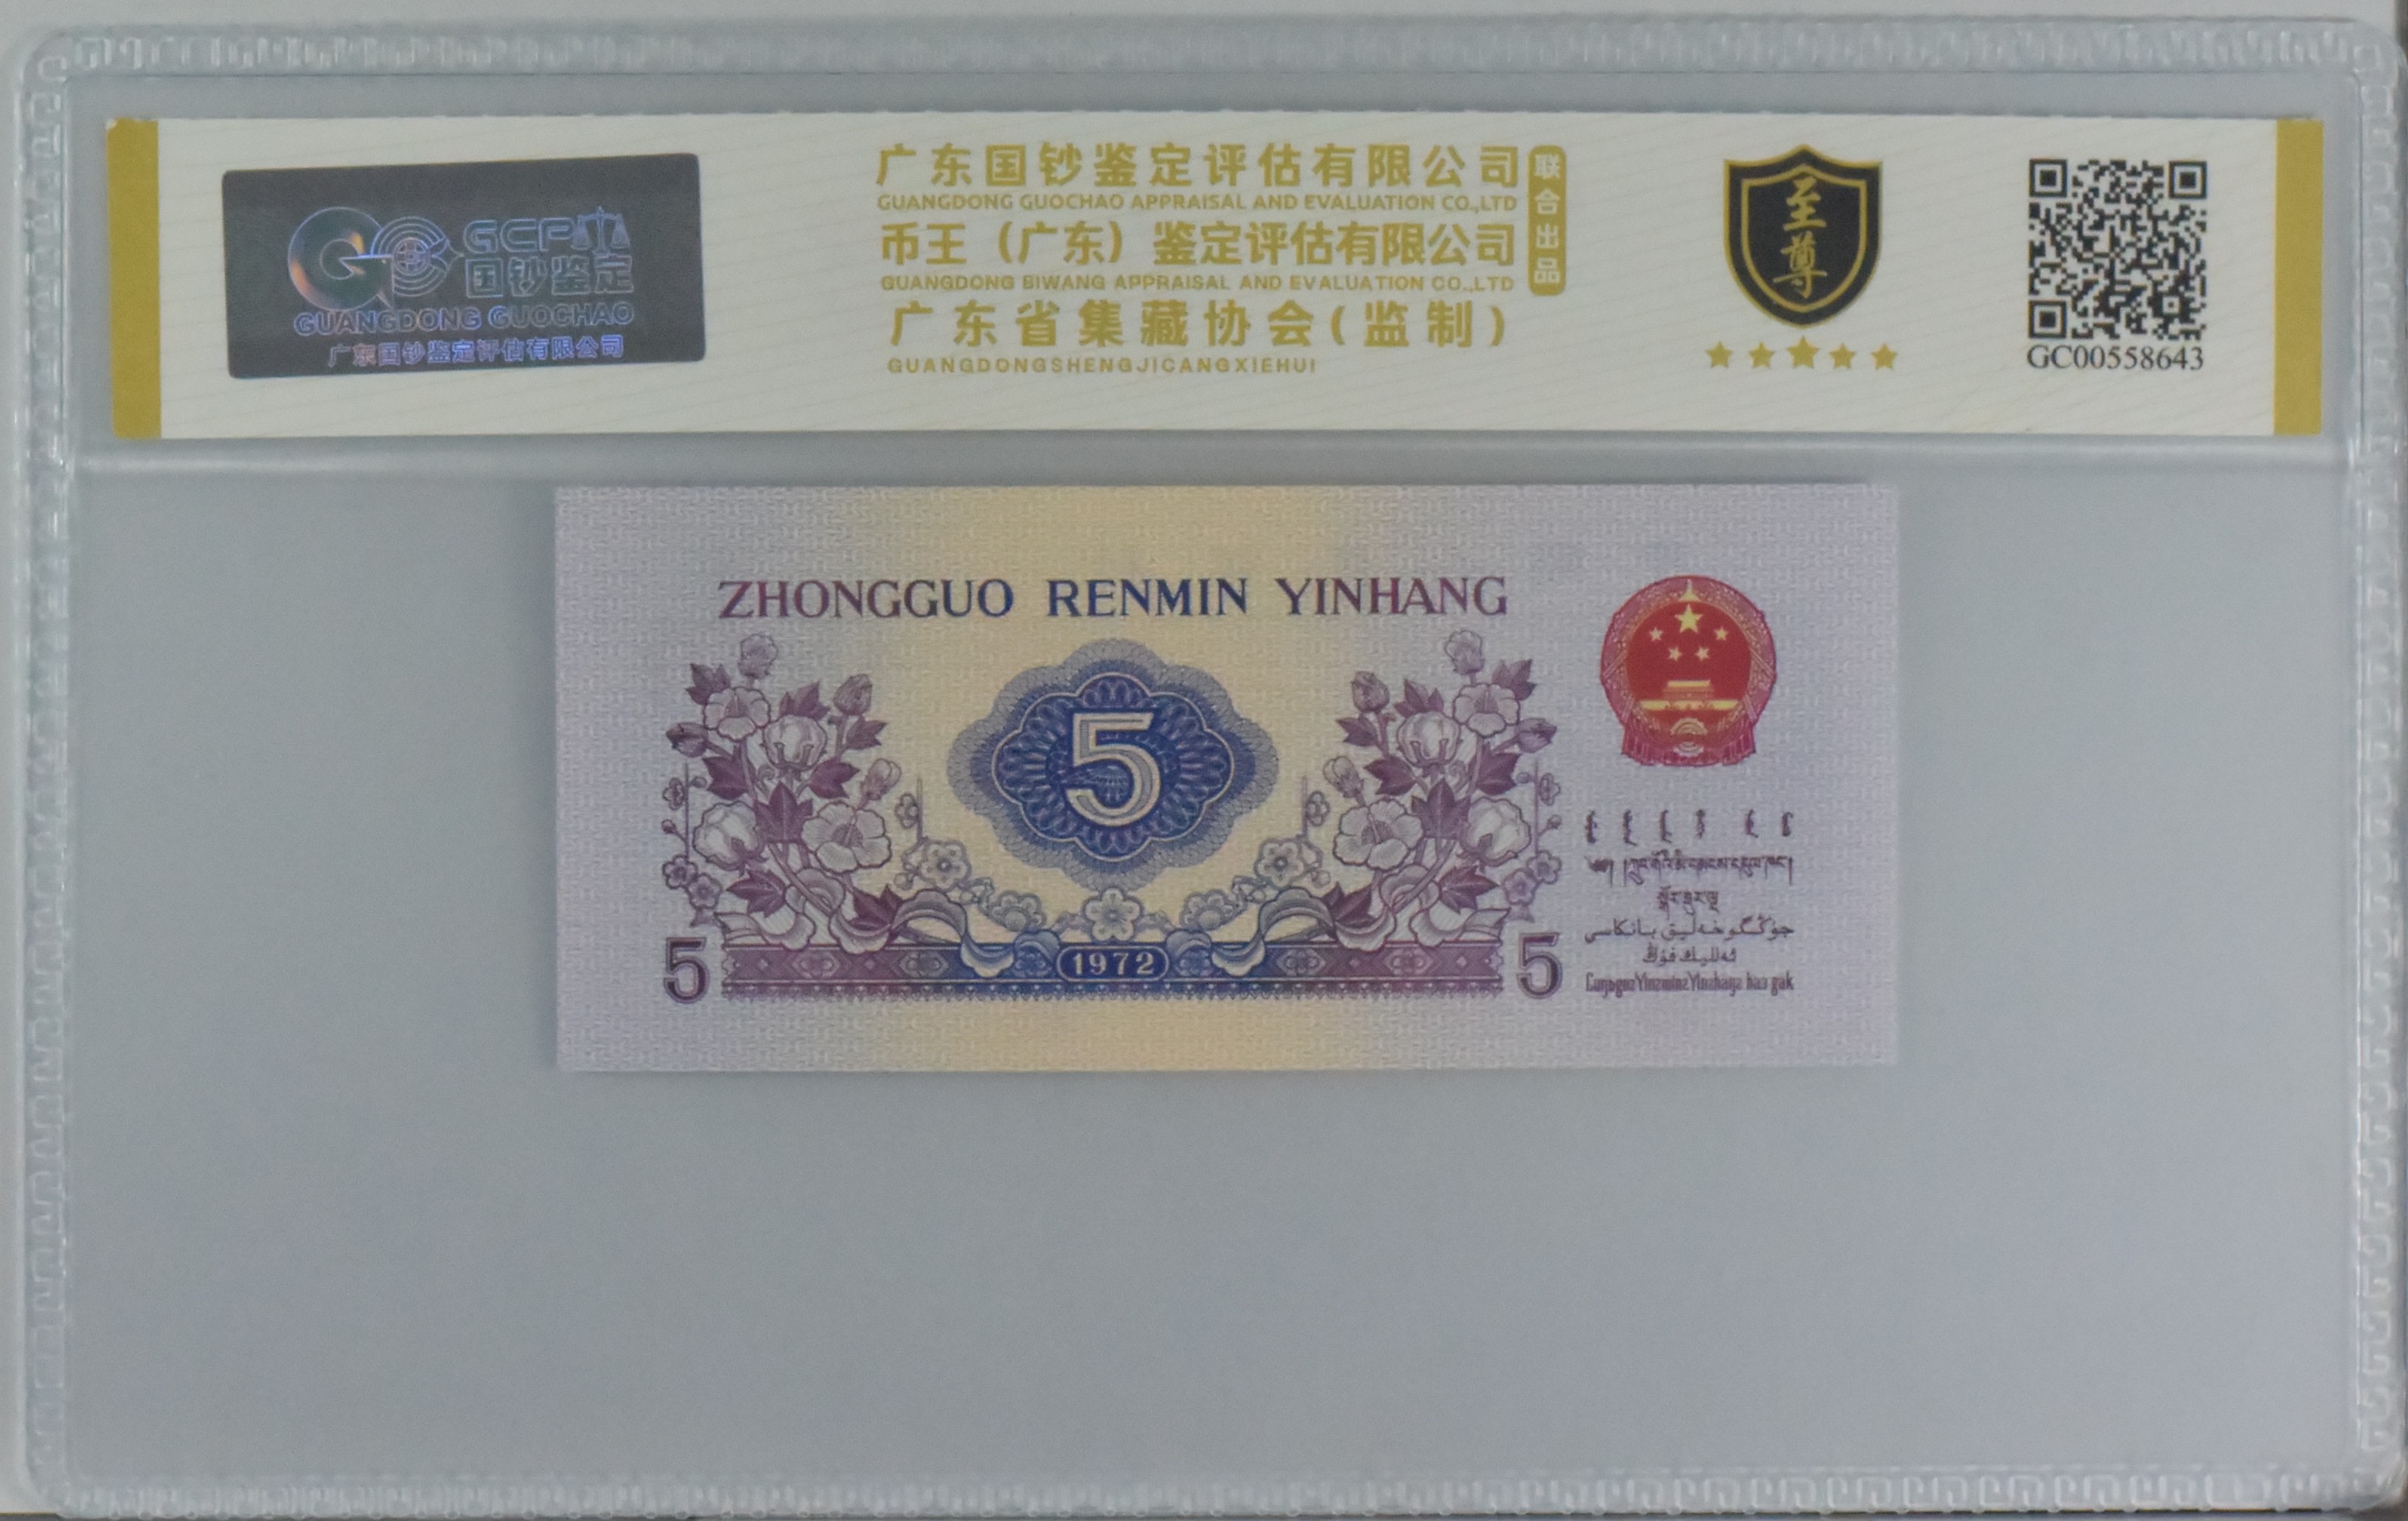 GCP
国钞鉴定
GUANGDONG GUOCHAO
广东国钞鉴定评估有限公司
广东国钞鉴定评估有限公司
GUANGDONG GUOCHAO APPRAISAL AND EVALUATION CO.,LTD
币王（广东）鉴定评估有限公司
GUANGDONG BIWANG APPRAISAL AND EVALUATION CO.,LTD
广东省集藏协会(监制)
GUANGDONGSHENGJICANGXIEHUI
联合出品
至尊
GC00558643
ZHONGGUO RENMIN YINHANG
5
1972
5
5
جۇڭگو خەلىق بانكىسى